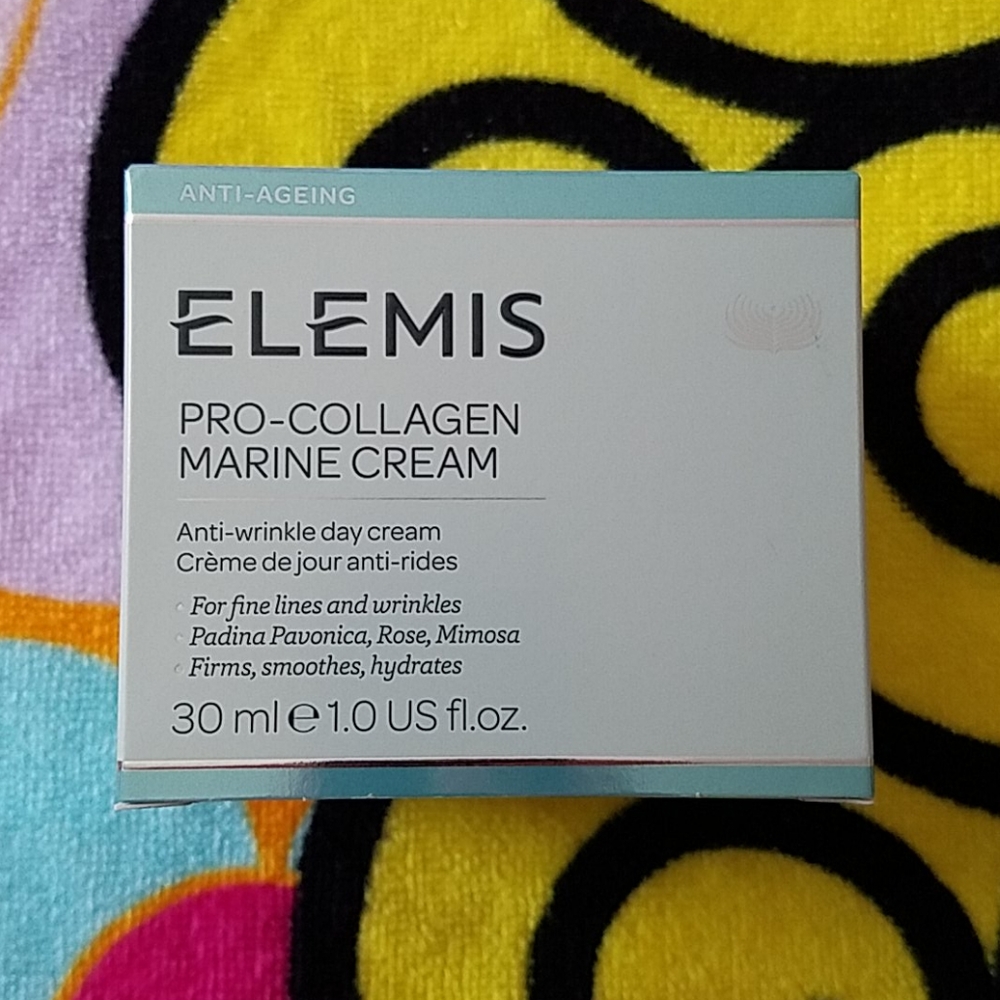 ANTI-AGEING
ELEMIS
PRO-COLLAGEN
MARINE CREAM
Anti-wrinkle day cream
Crème de jour anti-rides
• For fine lines and wrinkles
• Padina Pavonica, Rose, Mimosa
• Firms, smoothes, hydrates
30 ml ℮ 1.0 US fl.oz.